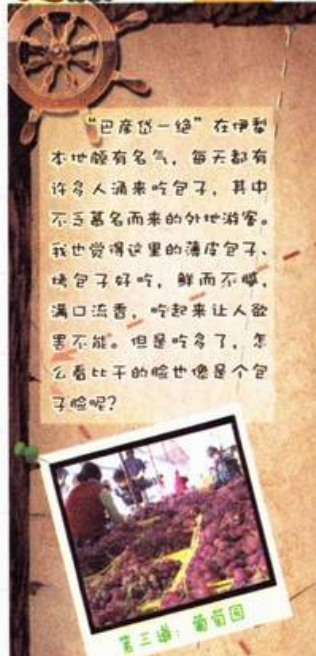 “巴彦岱一绝”在伊犁
本地颇有名气，每天都有
许多人涌来吃包子，其中
不乏慕名而来的外地游客。
我也觉得这里的薄皮包子、
烤包子好吃，鲜而不腻，
满口流香，吃起来让人欲
罢不能。但是吃多了，怎
么看比干的脸也像是个包
子脸呢？
第三道：葡萄园